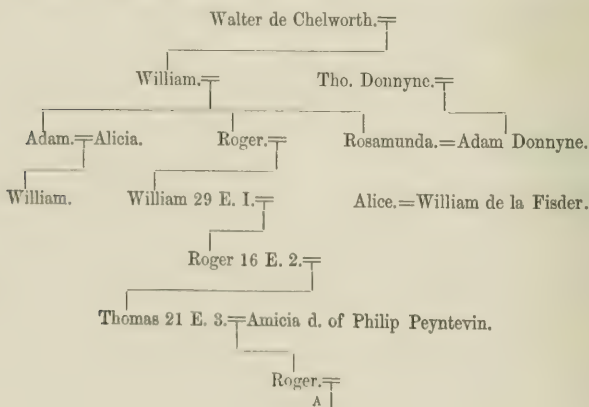 Walter de Chelworth.
William. Tho. Donnyne.
Adam. Alicia. Roger. Rosamunda.=Adam Donnyne.
William. William 29 E. I. Alice.=William de la Fisder.
Roger 16 E. 2.
Thomas 21 E. 3.=Amicia d. of Philip Peyntevin.
Roger.
A